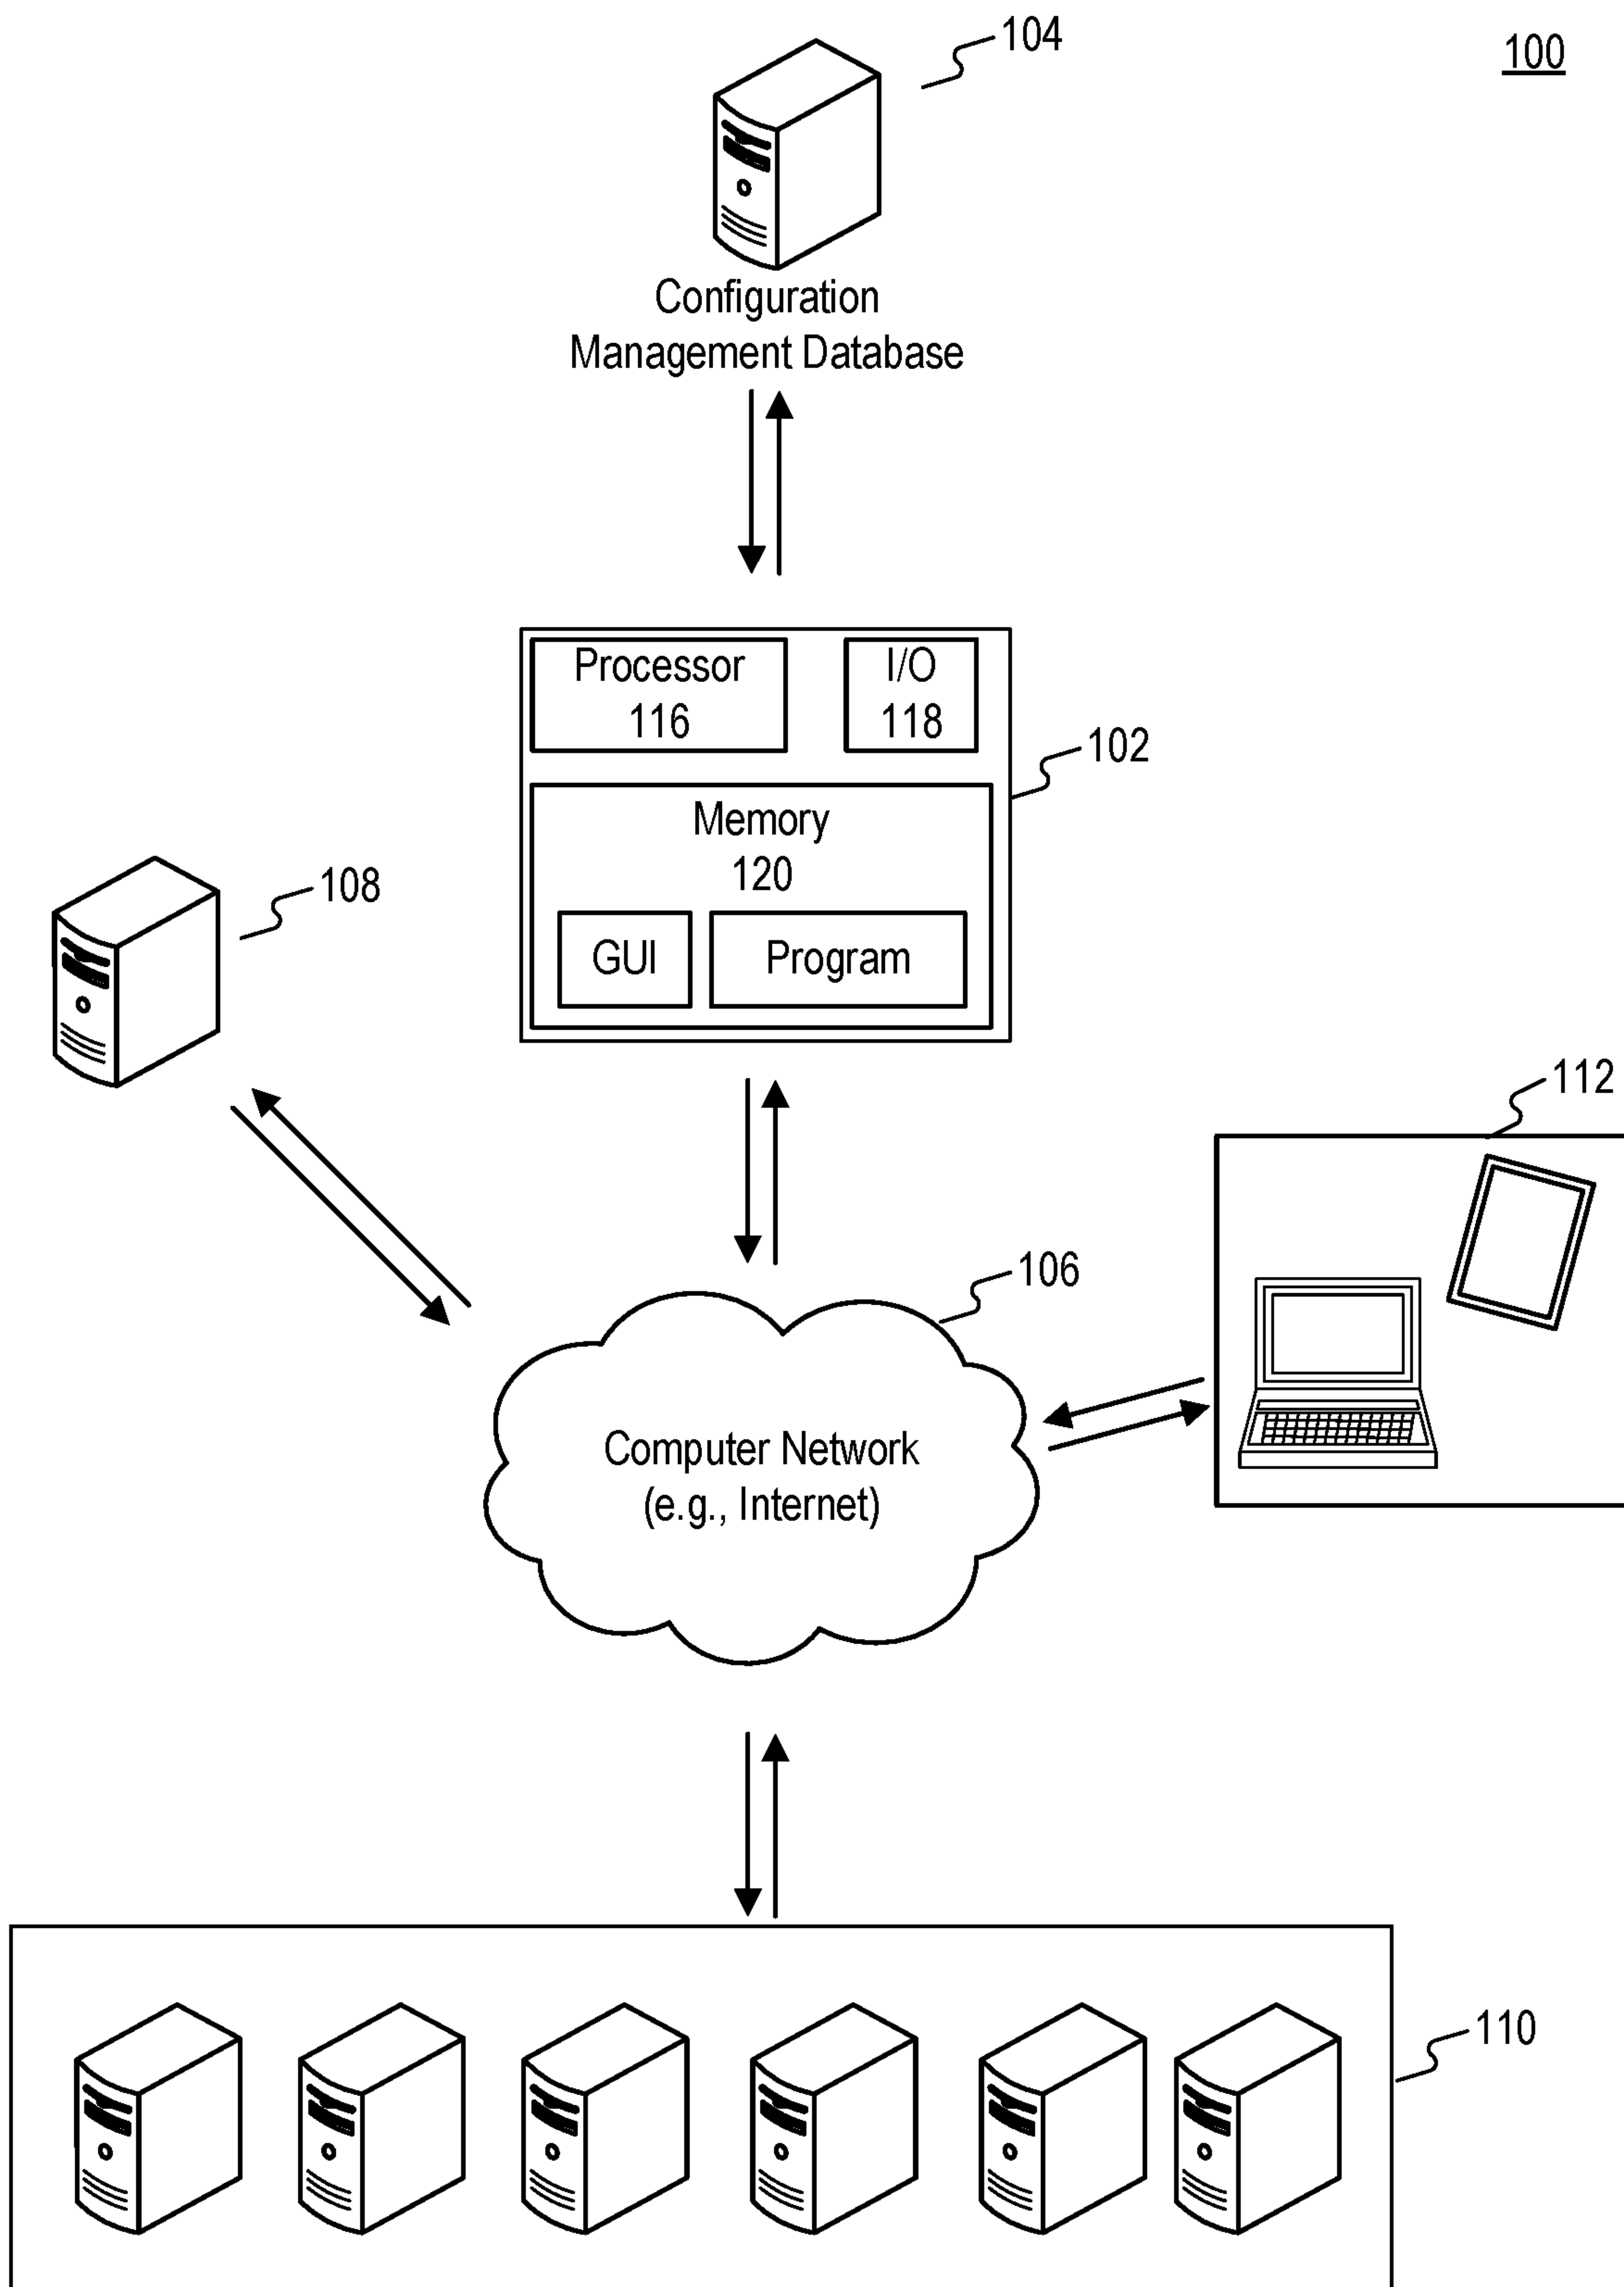 104
100
Configuration
Management Database
Processor
116
I/O
118
102
Memory
120
108
GUI
Program
112
106
Computer Network
(e.g., Internet)
110